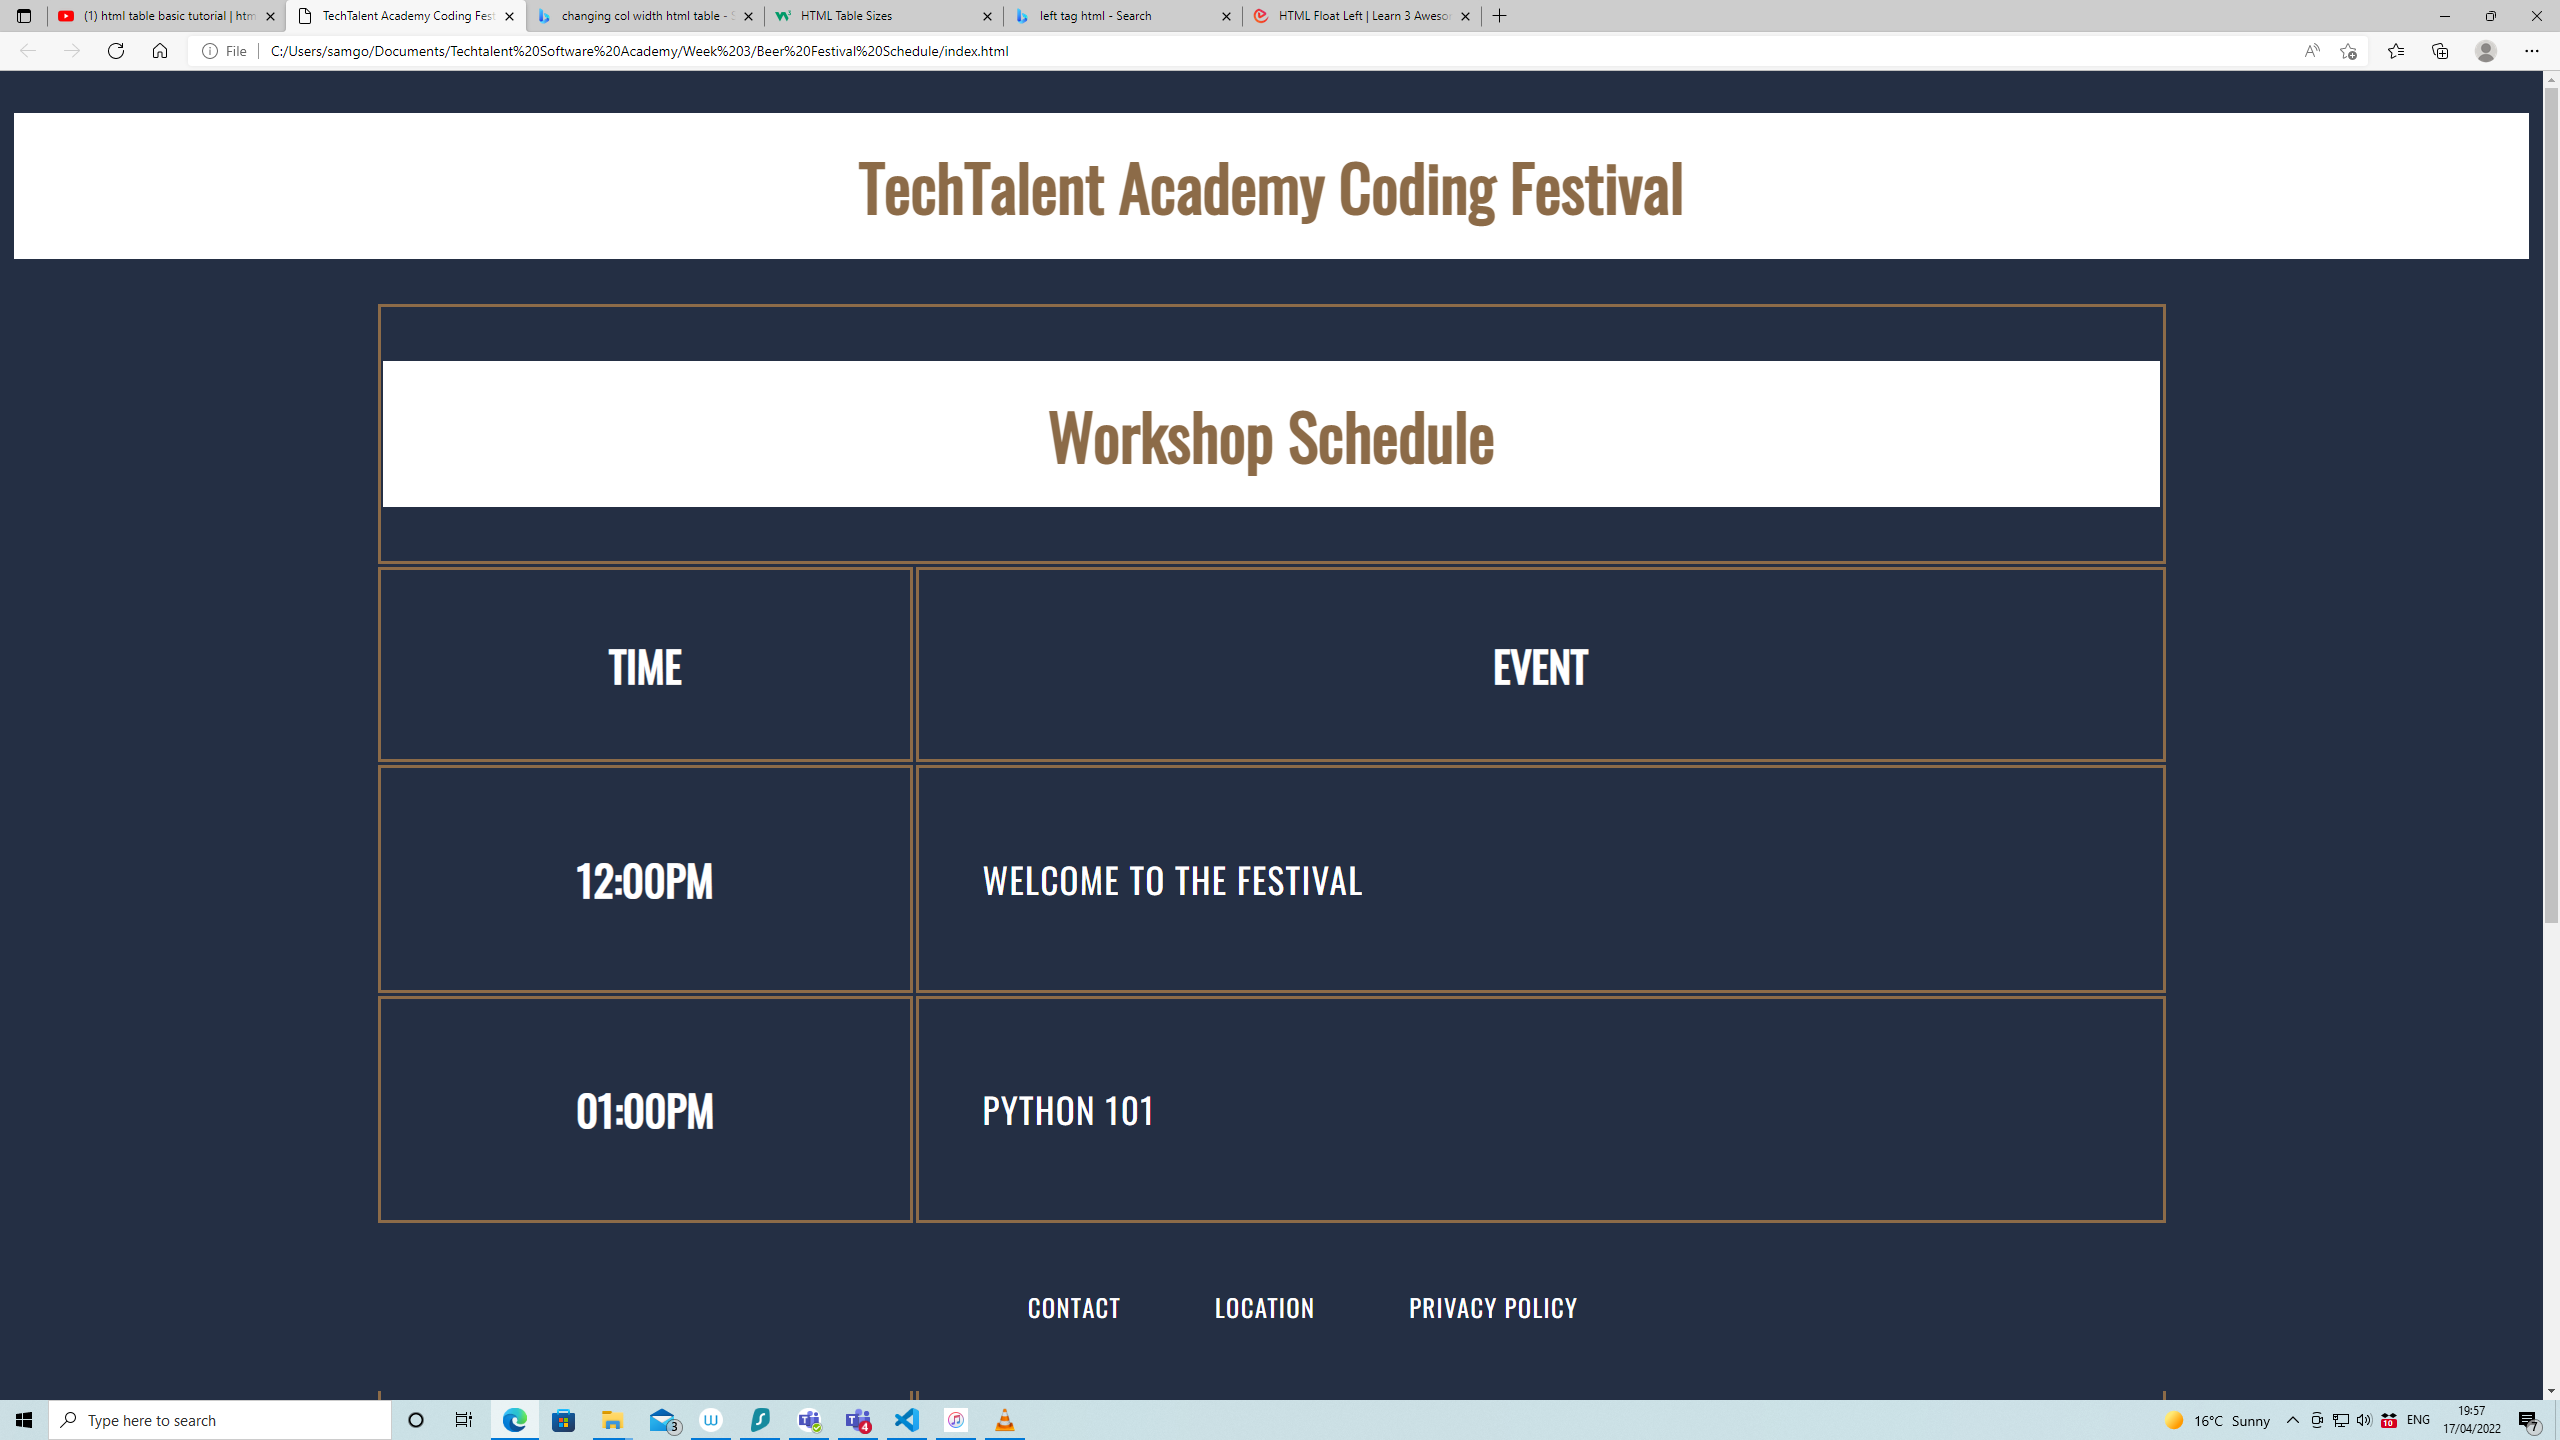 (1) html table basic tutorial | htm
TechTalent Academy Coding Fest
changing col width html table - S
HTML Table Sizes
left tag html - Search
HTML Float Left | Learn 3 Aweso
File
C:/Users/samgo/Documents/Techtalent%20Software%20Academy/Week%203/Beer%20Festival%20Schedule/index.html
TechTalent Academy Coding Festival
Workshop Schedule
TIME EVENT
12:00PM WELCOME TO THE FESTIVAL
01:00PM PYTHON 101
CONTACT LOCATION PRIVACY POLICY
Type here to search
3
4
16°C Sunny
10
ENG
19:57
17/04/2022
7